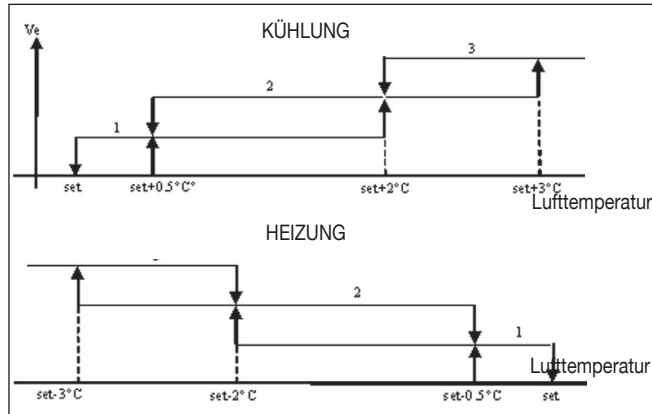 KÜHLUNG
Ve
3
2
1
set
set+0.5°C°
set+2°C
set+3°C
Lufttemperatur
HEIZUNG
-
2
1
Lufttemperatur
set-3°C
set-2°C
set-0.5°C
set